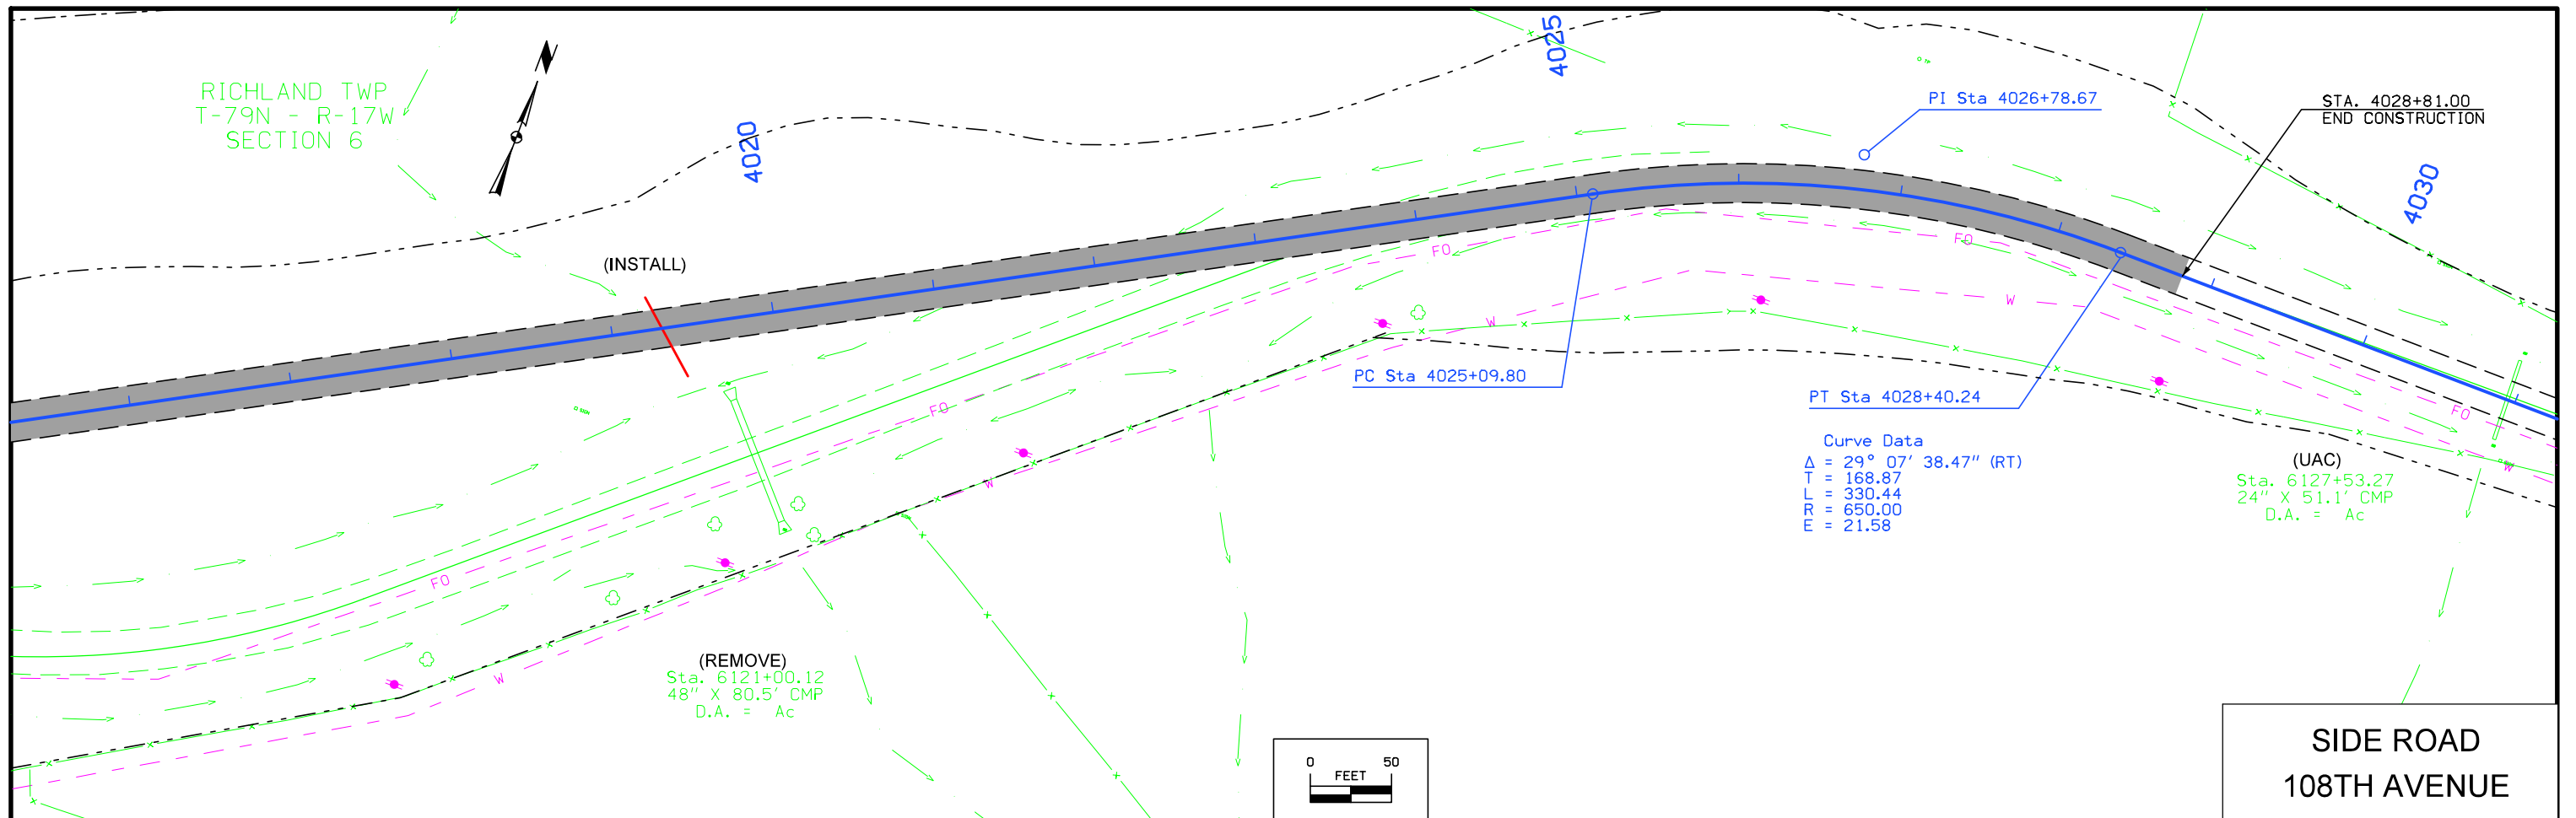 RICHLAND TWP
T-79N - R-17W
SECTION 6
4020
4025
4030
PI Sta 4026+78.67
STA. 4028+81.00
END CONSTRUCTION
(INSTALL)
FO
FO
W
W
PC Sta 4025+09.80
PT Sta 4028+40.24
FO
FO
Curve Data
Δ = 29° 07' 38.47" (RT)
T = 168.87
L = 330.44
R = 650.00
E = 21.58
(UAC)
Sta. 6127+53.27
24" X 51.1' CMP
D.A. = Ac
W
W
FO
W
(REMOVE)
Sta. 6121+00.12
48" X 80.5' CMP
D.A. = Ac
0 50
FEET
SIDE ROAD
108TH AVENUE